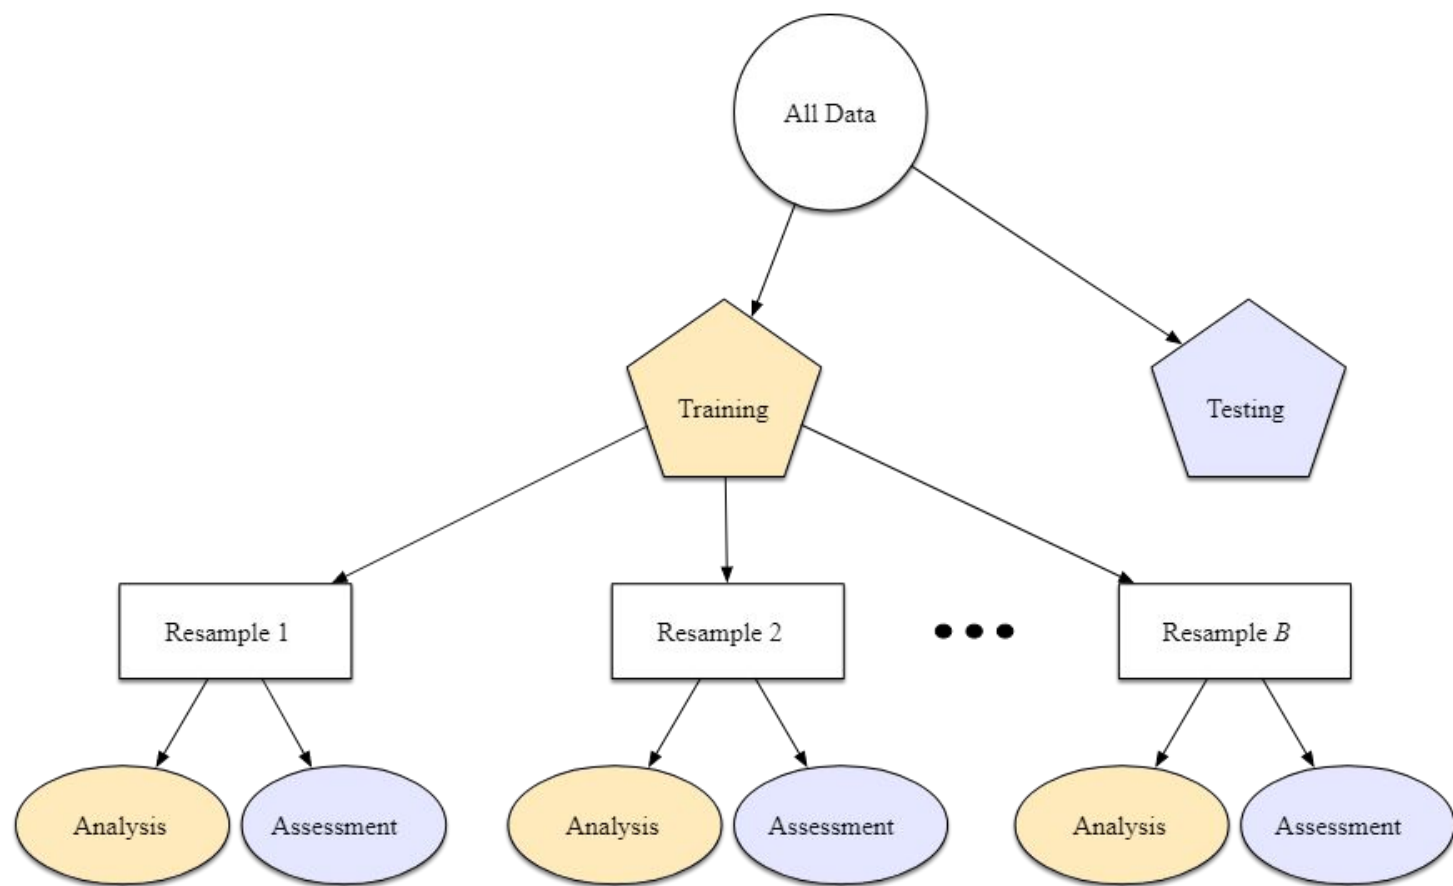 All Data
Training
Testing
Resample 1
Resample 2
Resample B
Analysis
Assessment
Analysis
Assessment
Analysis
Assessment